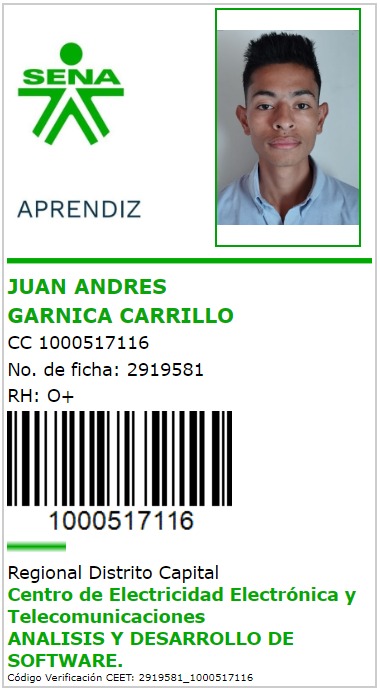 SENA
APRENDIZ
JUAN ANDRES
GARNICA CARRILLO
CC 1000517116
No. de ficha: 2919581
RH: O+
1000517116
Regional Distrito Capital
Centro de Electricidad Electrónica y
Telecomunicaciones
ANALISIS Y DESARROLLO DE
SOFTWARE.
Código Verificación CEET: 2919581_1000517116